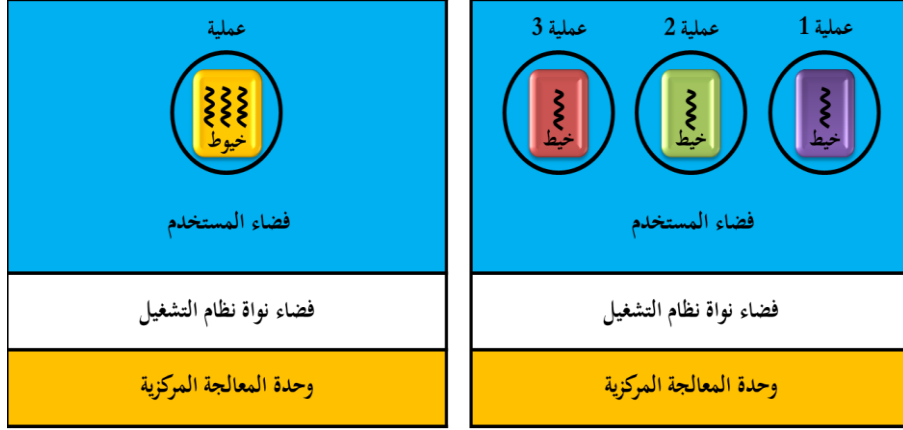 عملية 1
عملية 2
عملية 3
خيط
خيط
خيط
فضاء المستخدم
فضاء نواة نظام التشغيل
وحدة المعالجة المركزية
عملية
خيوط
فضاء المستخدم
فضاء نواة نظام التشغيل
وحدة المعالجة المركزية